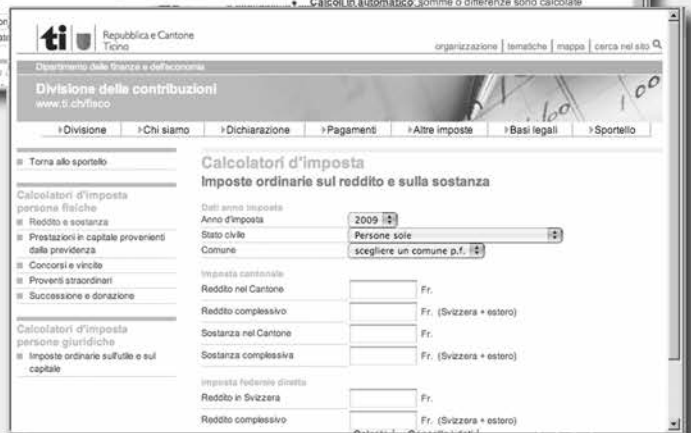 Calcoli in automatico, somme o differenze sono calcolate
ti
Repubblica e Cantone
Ticino
organizzazione | tematiche | mappa | cerca nel sito
Dipartimento delle finanze e dell'economia
Divisione delle contribuzioni
www.ti.ch/fisco
Divisione
Chi siamo
Dichiarazione
Pagamenti
Altre imposte
Basi legali
Sportello
Torna allo sportello
Calcolatori d'imposta
persone fisiche
Reddito e sostanza
Prestazioni in capitale provenienti
dalla previdenza
Concorsi e vincite
Proventi straordinari
Successione e donazione
Calcolatori d'imposta
persone giuridiche
Imposte ordinarie sull'utile e sul
capitale
Calcolatori d'imposta
Imposte ordinarie sul reddito e sulla sostanza
Dati anno imposta
Anno d'imposta 2009
Stato civile Persone sole
Comune scegliere un comune p.f.
Imposta cantonale
Reddito nel Cantone Fr.
Reddito complessivo Fr. (Svizzera + estero)
Sostanza nel Cantone Fr.
Sostanza complessiva Fr. (Svizzera + estero)
Imposta federale diretta
Reddito in Svizzera Fr.
Reddito complessivo Fr. (Svizzera + estero)